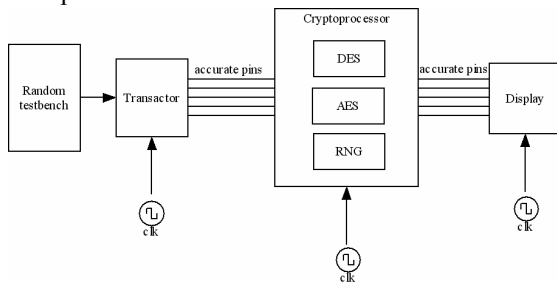 Cryptoprocessor
DES
AES
RNG
accurate pins
accurate pins
Random
testbench
Transactor
Display
clk
clk
clk